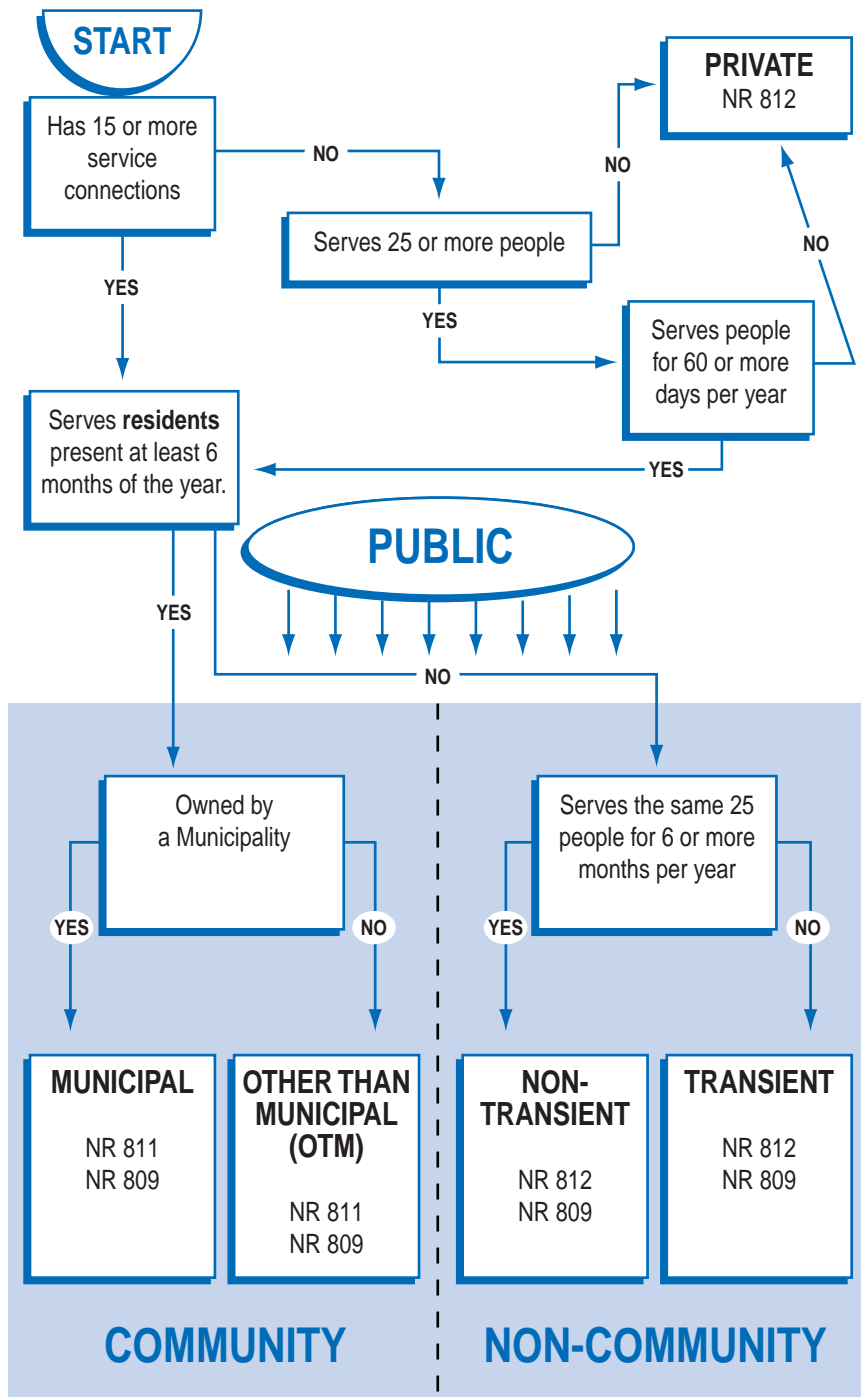 START
Has 15 or more
service
connections
NO
PRIVATE
NR 812
NO
Serves 25 or more people
NO
YES
YES
Serves people
for 60 or more
days per year
Serves residents
present at least 6
months of the year.
YES
PUBLIC
YES
NO
Owned by
a Municipality
Serves the same 25
people for 6 or more
months per year
YES
NO
YES
NO
MUNICIPAL
NR 811
NR 809
OTHER THAN
MUNICIPAL
(OTM)
NR 811
NR 809
NON-
TRANSIENT
NR 812
NR 809
TRANSIENT
NR 812
NR 809
COMMUNITY
NON-COMMUNITY